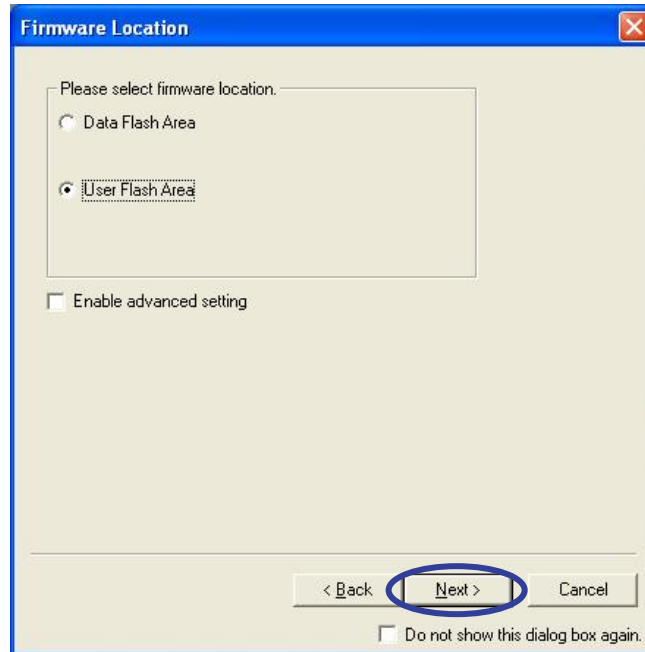 Firmware Location
Please select firmware location.
Data Flash Area
User Flash Area
Enable advanced setting
< Back Next > Cancel
Do not show this dialog box again.